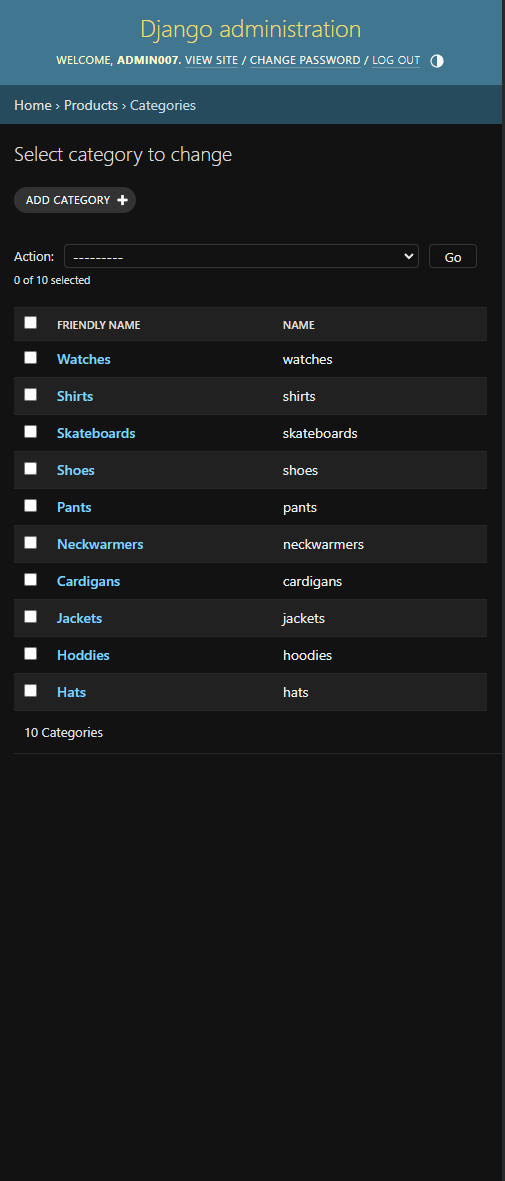 Django administration
WELCOME, ADMIN007. VIEW SITE / CHANGE PASSWORD / LOG OUT
Home › Products › Categories
Select category to change
ADD CATEGORY
Action: --------- Go
0 of 10 selected
FRIENDLY NAME NAME
Watches watches
Shirts shirts
Skateboards skateboards
Shoes shoes
Pants pants
Neckwarmers neckwarmers
Cardigans cardigans
Jackets jackets
Hoddies hoodies
Hats hats
10 Categories